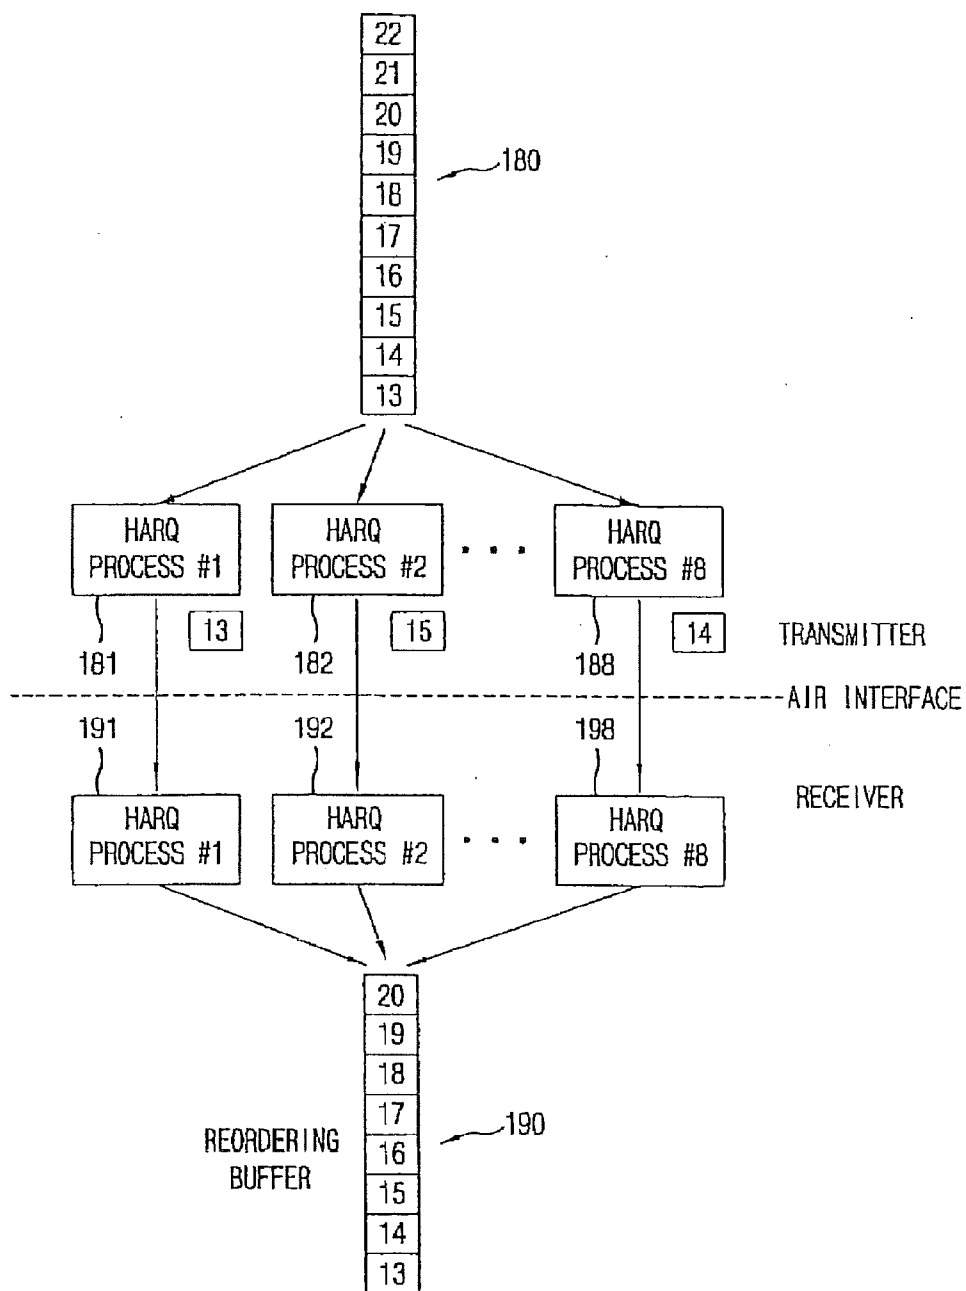 22
21
20
19
180
18
17
16
15
14
13
HARQ
PROCESS #1
HARQ
PROCESS #2
HARQ
PROCESS #8
13
15
14
TRANSMITTER
181
182
188
AIR INTERFACE
191
192
198
RECEIVER
HARQ
PROCESS #1
HARQ
PROCESS #2
HARQ
PROCESS #8
20
19
18
17
190
REORDERING
BUFFER
16
15
14
13